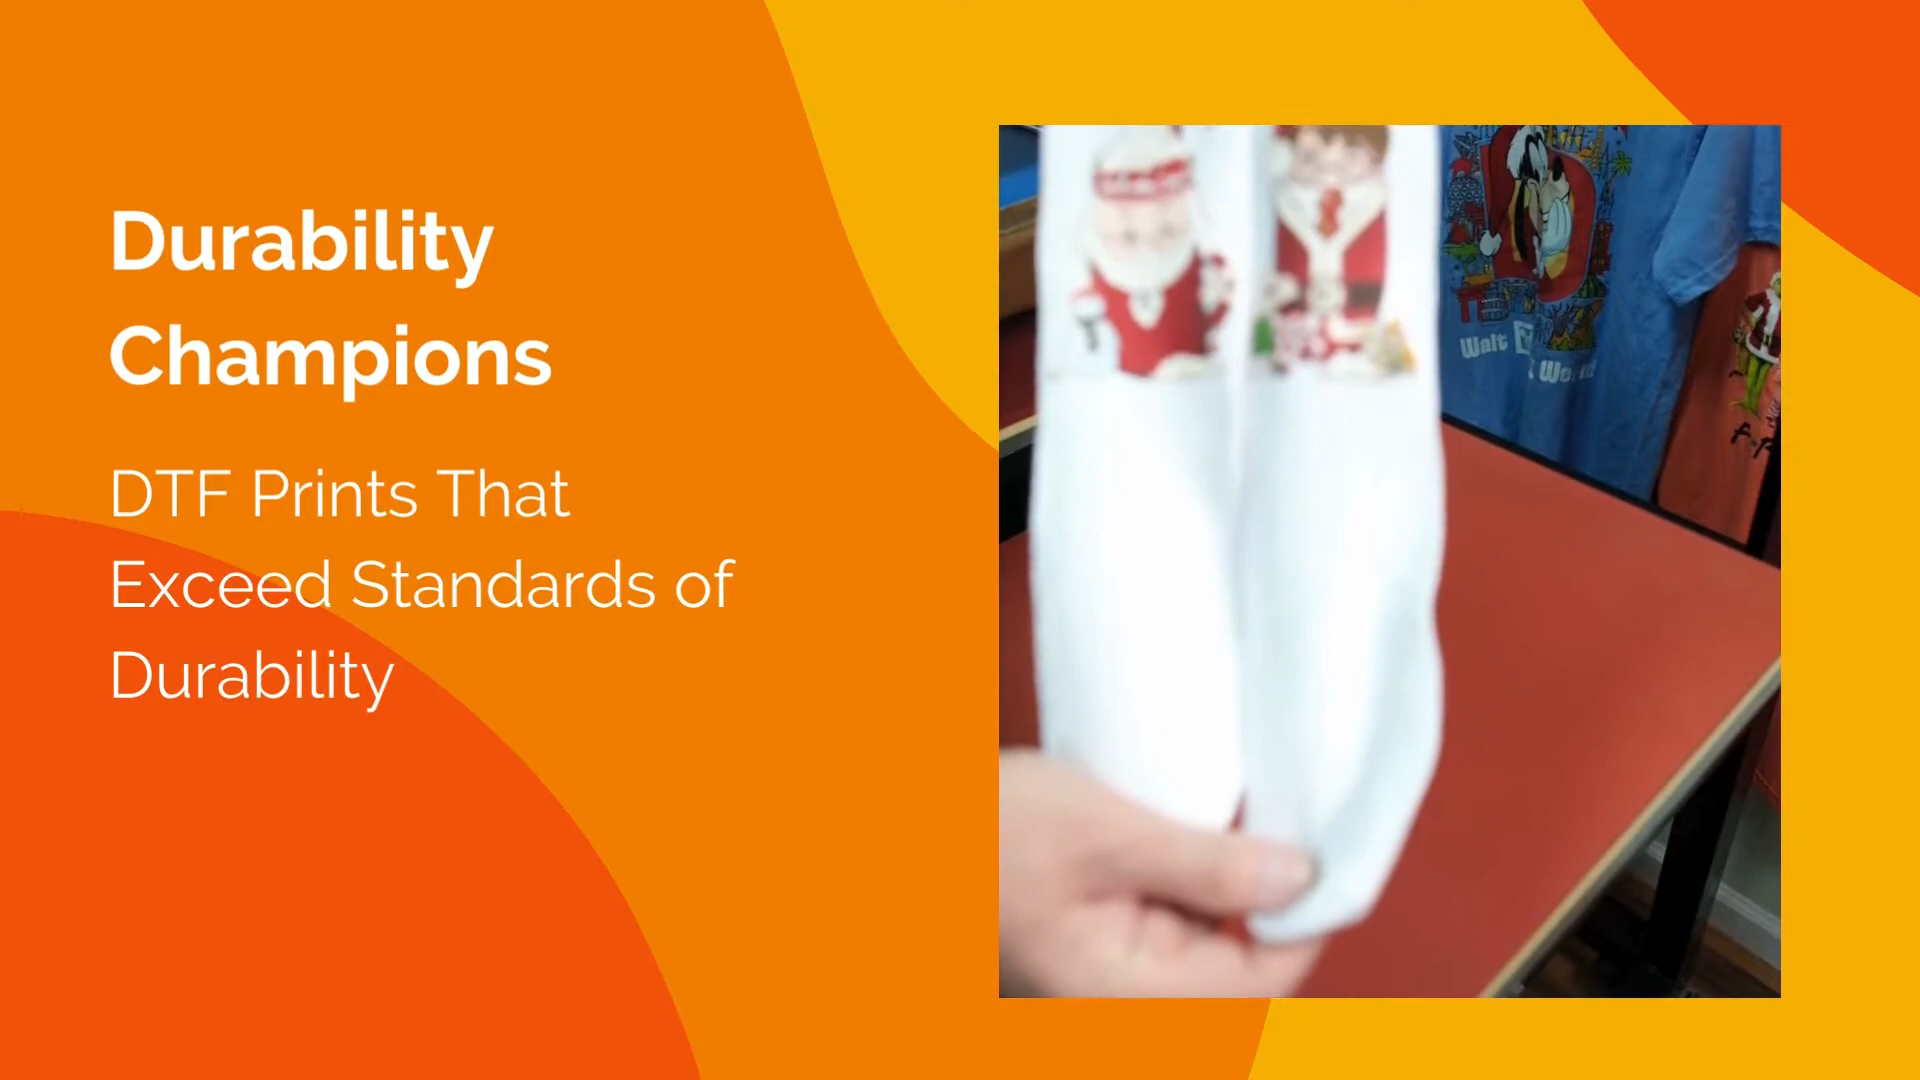 Durability
Champions
DTF Prints That
Exceed Standards of
Durability
Walt